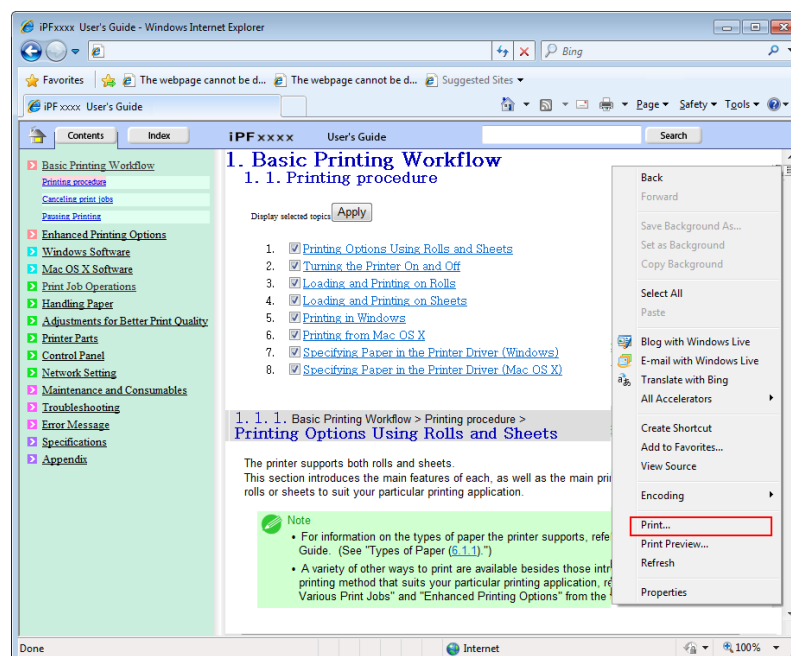 iPFxxxx User's Guide - Windows Internet Explorer
Bing
Favorites The webpage cannot be d... The webpage cannot be d... Suggested Sites
iPF xxxx User's Guide
Page Safety Tools
Contents Index iPF xxxx User's Guide Search
Basic Printing Workflow
Printing procedure
Canceling print jobs
Pausing Printing
Enhanced Printing Options
Windows Software
Mac OS X Software
Print Job Operations
Handling Paper
Adjustments for Better Print Quality
Printer Parts
Control Panel
Network Setting
Maintenance and Consumables
Troubleshooting
Error Message
Specifications
Appendix
1. Basic Printing Workflow
1. 1. Printing procedure
Display selected topics Apply
1. Printing Options Using Rolls and Sheets
2. Turning the Printer On and Off
3. Loading and Printing on Rolls
4. Loading and Printing on Sheets
5. Printing in Windows
6. Printing from Mac OS X
7. Specifying Paper in the Printer Driver (Windows)
8. Specifying Paper in the Printer Driver (Mac OS X)
1. 1. 1. Basic Printing Workflow > Printing procedure >
Printing Options Using Rolls and Sheets
The printer supports both rolls and sheets.
This section introduces the main features of each, as well as the main
rolls or sheets to suit your particular printing application.
Note
• For information on the types of paper the printer supports,
Guide. (See "Types of Paper (6.1.1).")
• A variety of other ways to print are available besides those
printing method that suits your particular printing application,
Various Print Jobs" and "Enhanced Printing Options" from the
Back
Forward
Save Background As...
Set as Background
Copy Background
Select All
Paste
Blog with Windows Live
E-mail with Windows Live
Translate with Bing
All Accelerators
Create Shortcut
Add to Favorites...
View Source
Encoding
Print...
Print Preview...
Refresh
Properties
Done Internet 100%